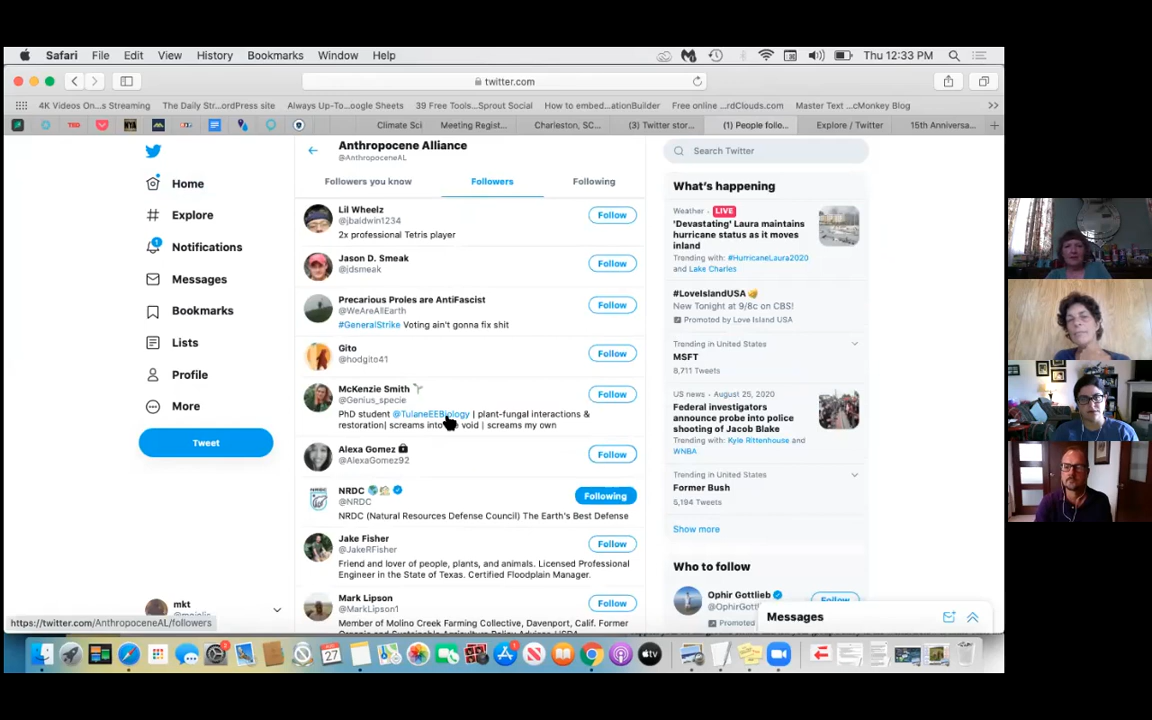 Safari File Edit View History Bookmarks Window Help Thu 12:33 PM
twitter.com
4K Videos On...s Streaming The Daily Str...ordPress site Always Up-To...oogle Sheets 39 Free Tools...Sprout Social How to embed...ationBuilder Free online ...rdClouds.com Master Text ...cMonkey Blog
TED Climate Sci Meeting Regist... Charleston, SC... (3) Twitter stor... (1) People follo... Explore / Twitter 15th Anniversa...
Home
Explore
Notifications
1
Messages
Bookmarks
Lists
Profile
More
Tweet
mkt
https://twitter.com/AnthropoceneAL/followers
Anthropocene Alliance
@AnthropoceneAL
Followers you know Followers Following
Lil Wheelz
@jbaldwin1234
2x professional Tetris player
Follow
Jason D. Smeak
@jdsmeak
Follow
Precarious Proles are AntiFascist
@WeAreAllEarth
#GeneralStrike Voting ain't gonna fix shit
Follow
Gito
@hodgito41
Follow
McKenzie Smith
@Genius_specie
PhD student @TulaneEEBiology | plant-fungal interactions &
restoration| screams into the void | screams my own
Follow
Alexa Gomez
@AlexaGomez92
Follow
NRDC
@NRDC
NRDC (Natural Resources Defense Council) The Earth's Best Defense
Following
Jake Fisher
@JakeRFisher
Friend and lover of people, plants, and animals. Licensed Professional
Engineer in the State of Texas. Certified Floodplain Manager.
Follow
Mark Lipson
@MarkLipson1
Member of Molino Creek Farming Collective, Davenport, Calif. Former
Follow
Search Twitter
What's happening
Weather · LIVE
'Devastating' Laura maintains
hurricane status as it moves
inland
Trending with: #HurricaneLaura2020
and Lake Charles
#LoveIslandUSA
New Tonight at 9/8c on CBS!
Promoted by Love Island USA
Trending in United States
MSFT
8,711 Tweets
US news · August 25, 2020
Federal investigators
announce probe into police
shooting of Jacob Blake
Trending with: Kyle Rittenhouse and
WNBA
Trending in United States
Former Bush
5,194 Tweets
Show more
Who to follow
Ophir Gottlieb
@OphirGottl
Promoted
Follow
Messages